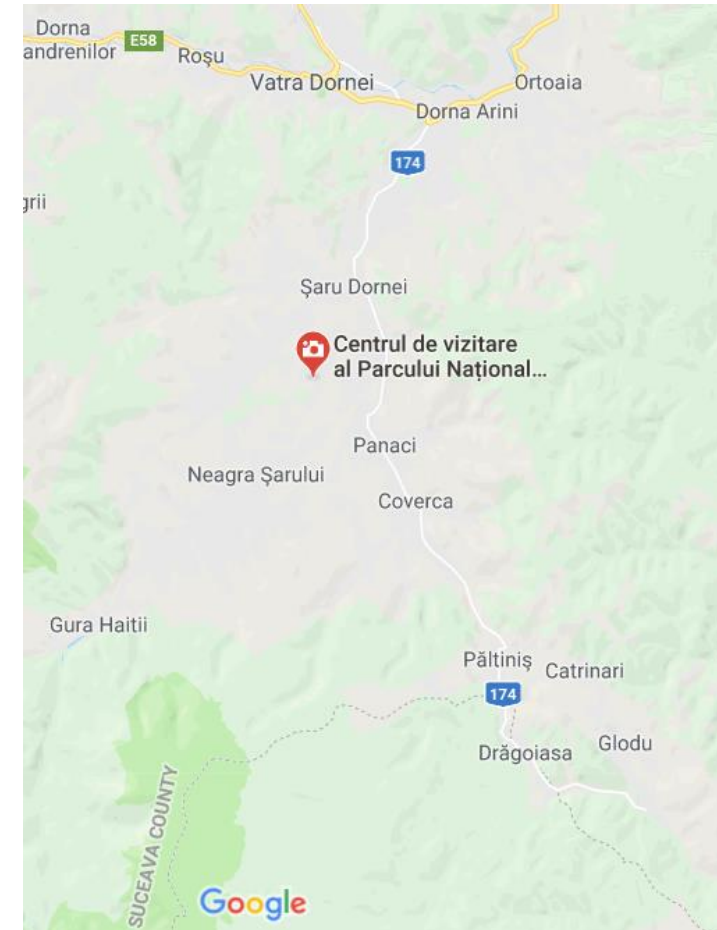 Dorna
andrenilor
E58
Roșu
Vatra Dornei
Ortoaia
Dorna Arini
174
grii
Șaru Dornei
Centrul de vizitare
al Parcului Național...
Panaci
Neagra Șarului
Coverca
Gura Haitii
Păltiniș
Catrinari
174
Drăgoiasa
Glodu
SUCEAVA COUNTY
Google